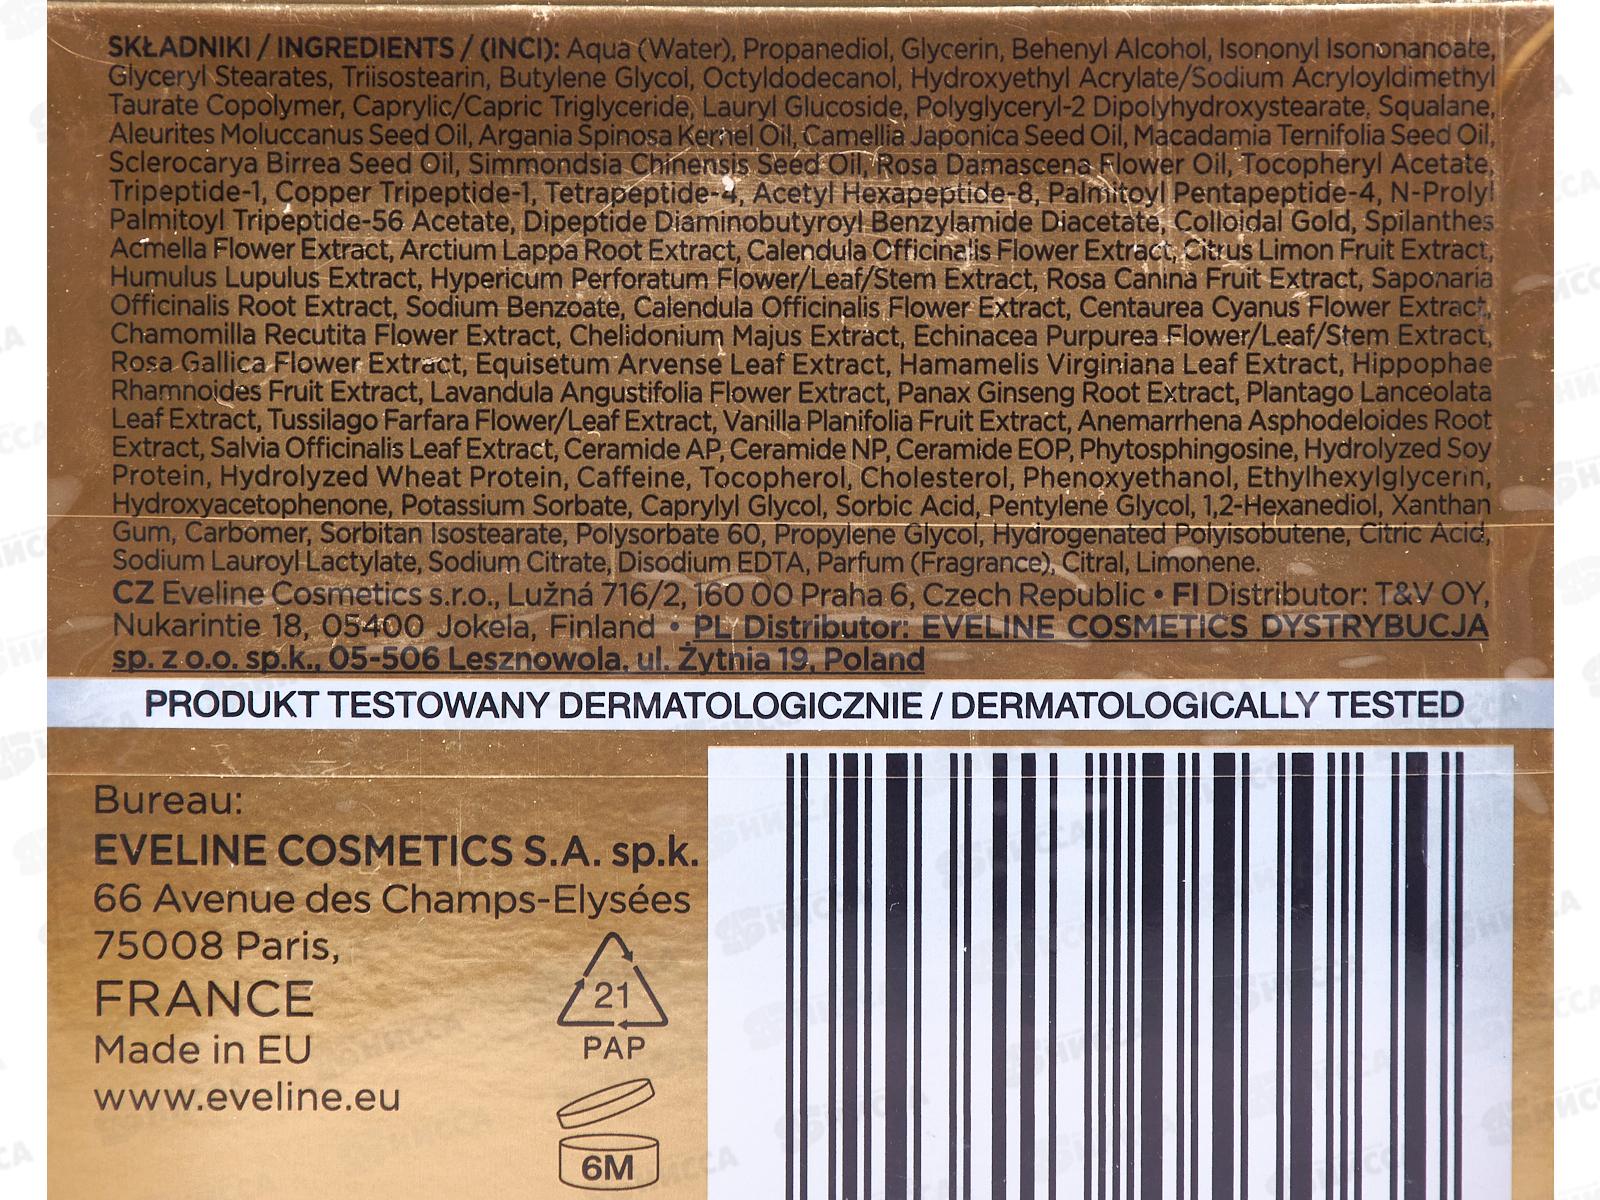 SKŁADNIKI / INGREDIENTS / (INCI): Aqua (Water), Propanediol, Glycerin, Behenyl Alcohol, Isononyl Isononanoate,
Glyceryl Stearates, Triisostearin, Butylene Glycol, Octyldodecanol, Hydroxyethyl Acrylate/Sodium Acryloyldimethyl
Taurate Copolymer, Caprylic/Capric Triglyceride, Lauryl Glucoside, Polyglyceryl-2 Dipolyhydroxystearate, Squalane,
Aleurites Moluccanus Seed Oil, Argania Spinosa Kernel Oil, Camellia Japonica Seed Oil, Macadamia Ternifolia Seed Oil,
Sclerocarya Birrea Seed Oil, Simmondsia Chinensis Seed Oil, Rosa Damascena Flower Oil, Tocopheryl Acetate,
Tripeptide-1, Copper Tripeptide-1, Tetrapeptide-4, Acetyl Hexapeptide-8, Palmitoyl Pentapeptide-4, N-Prolyl
Palmitoyl Tripeptide-56 Acetate, Dipeptide Diaminobutyroyl Benzylamide Diacetate, Colloidal Gold, Spilanthes
Acmella Flower Extract, Arctium Lappa Root Extract, Calendula Officinalis Flower Extract, Citrus Limon Fruit Extract,
Humulus Lupulus Extract, Hypericum Perforatum Flower/Leaf/Stem Extract, Rosa Canina Fruit Extract, Saponaria
Officinalis Root Extract, Sodium Benzoate, Calendula Officinalis Flower Extract, Centaurea Cyanus Flower Extract,
Chamomilla Recutita Flower Extract, Chelidonium Majus Extract, Echinacea Purpurea Flower/Leaf/Stem Extract,
Rosa Gallica Flower Extract, Equisetum Arvense Leaf Extract, Hamamelis Virginiana Leaf Extract, Hippophae
Rhamnoides Fruit Extract, Lavandula Angustifolia Flower Extract, Panax Ginseng Root Extract, Plantago Lanceolata
Leaf Extract, Tussilago Farfara Flower/Leaf Extract, Vanilla Planifolia Fruit Extract, Anemarrhena Asphodeloides Root
Extract, Salvia Officinalis Leaf Extract, Ceramide AP, Ceramide NP, Ceramide EOP, Phytosphingosine, Hydrolyzed Soy
Protein, Hydrolyzed Wheat Protein, Caffeine, Tocopherol, Cholesterol, Phenoxyethanol, Ethylhexylglycerin,
Hydroxyacetophenone, Potassium Sorbate, Caprylyl Glycol, Sorbic Acid, Pentylene Glycol, 1,2-Hexanediol, Xanthan
Gum, Carbomer, Sorbitan Isostearate, Polysorbate 60, Propylene Glycol, Hydrogenated Polyisobutene, Citric Acid,
Sodium Lauroyl Lactylate, Sodium Citrate, Disodium EDTA, Parfum (Fragrance), Citral, Limonene.
CZ Eveline Cosmetics s.r.o., Lužná 716/2, 160 00 Praha 6, Czech Republic • FI Distributor: T&V OY,
Nukarintie 18, 05400 Jokela, Finland • PL Distributor: EVELINE COSMETICS DYSTRYBUCJA
sp. z o.o. sp.k., 05-506 Lesznowola, ul. Żytnia 19, Poland
PRODUKT TESTOWANY DERMATOLOGICZNIE / DERMATOLOGICALLY TESTED
Bureau:
EVELINE COSMETICS S.A. sp.k.
66 Avenue des Champs-Elysées
75008 Paris,
FRANCE
Made in EU
www.eveline.eu
21
PAP
6M